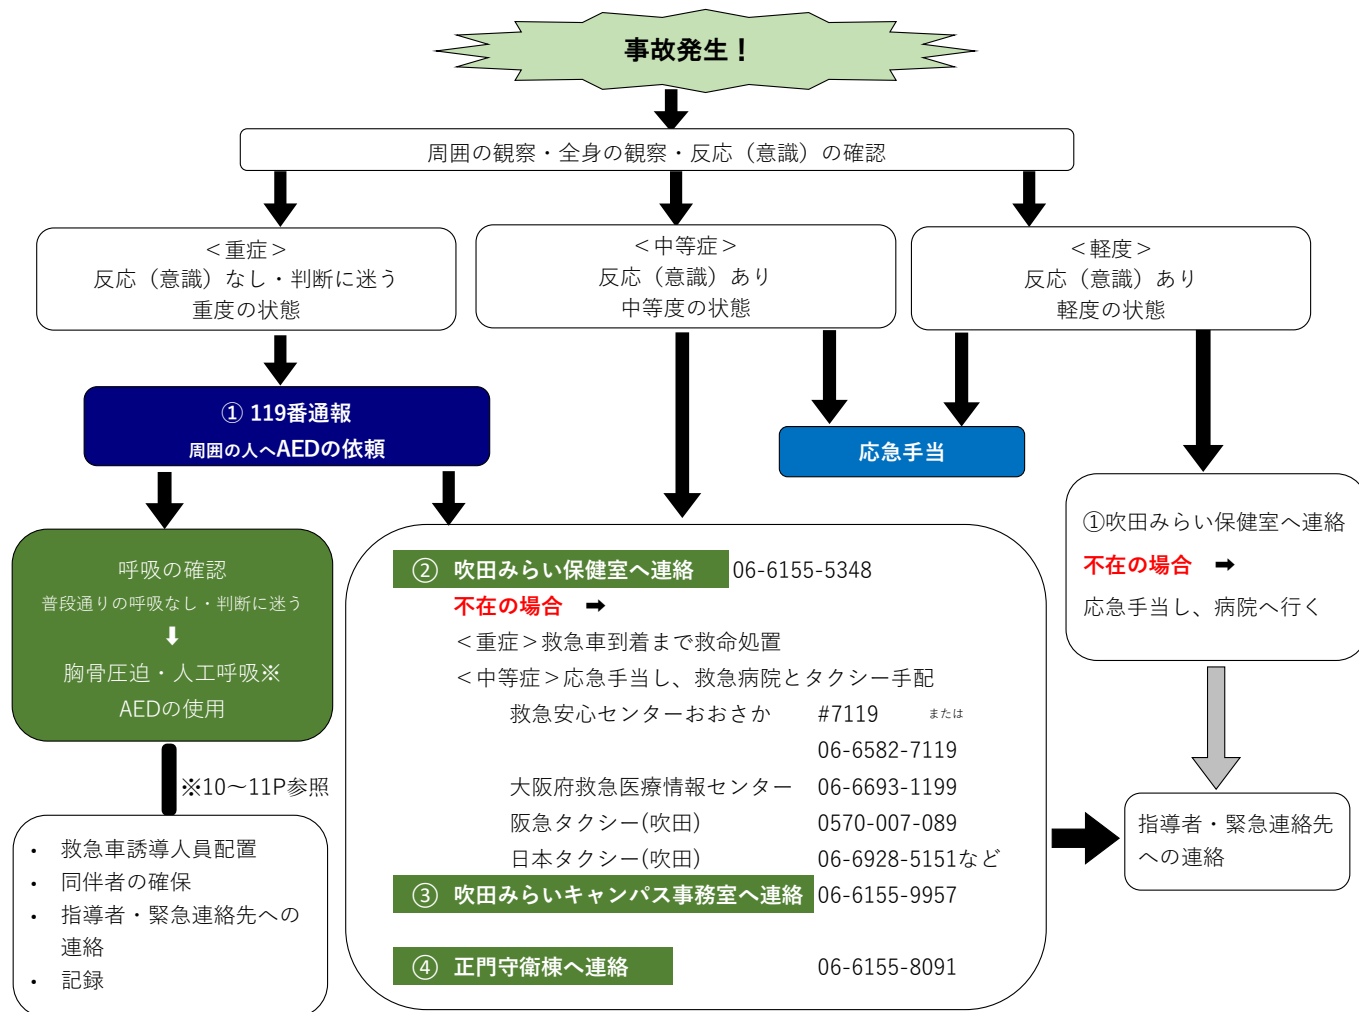 事故発生！
周囲の観察・全身の観察・反応（意識）の確認
＜重症＞
反応（意識）なし・判断に迷う
重度の状態
＜中等症＞
反応（意識）あり
中等度の状態
＜軽度＞
反応（意識）あり
軽度の状態
① 119番通報
周囲の人へAEDの依頼
応急手当
呼吸の確認
普段通りの呼吸なし・判断に迷う
⬇
胸骨圧迫・人工呼吸※
AEDの使用
※10～11P参照
・ 救急車誘導人員配置
・ 同伴者の確保
・ 指導者・緊急連絡先への
連絡
・ 記録
② 吹田みらい保健室へ連絡 06-6155-5348
不在の場合 ➡
＜重症＞救急車到着まで救命処置
＜中等症＞応急手当し、救急病院とタクシー手配
救急安心センターおおさか #7119 または
06-6582-7119
大阪府救急医療情報センター 06-6693-1199
阪急タクシー(吹田) 0570-007-089
日本タクシー(吹田) 06-6928-5151など
③ 吹田みらいキャンパス事務室へ連絡 06-6155-9957
④ 正門守衛棟へ連絡 06-6155-8091
①吹田みらい保健室へ連絡
不在の場合 ➡
応急手当し、病院へ行く
指導者・緊急連絡先
への連絡